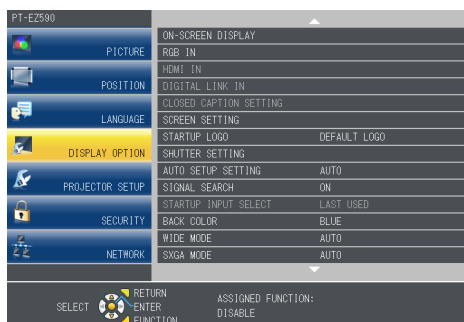 PT-EZ590
PICTURE
POSITION
LANGUAGE
DISPLAY OPTION
PROJECTOR SETUP
SECURITY
NETWORK
ON-SCREEN DISPLAY
RGB IN
HDMI IN
DIGITAL LINK IN
CLOSED CAPTION SETTING
SCREEN SETTING
STARTUP LOGO DEFAULT LOGO
SHUTTER SETTING
AUTO SETUP SETTING AUTO
SIGNAL SEARCH ON
STARTUP INPUT SELECT LAST USED
BACK COLOR BLUE
WIDE MODE AUTO
SXGA MODE AUTO
SELECT
RETURN
ENTER
FUNCTION
ASSIGNED FUNCTION:
DISABLE